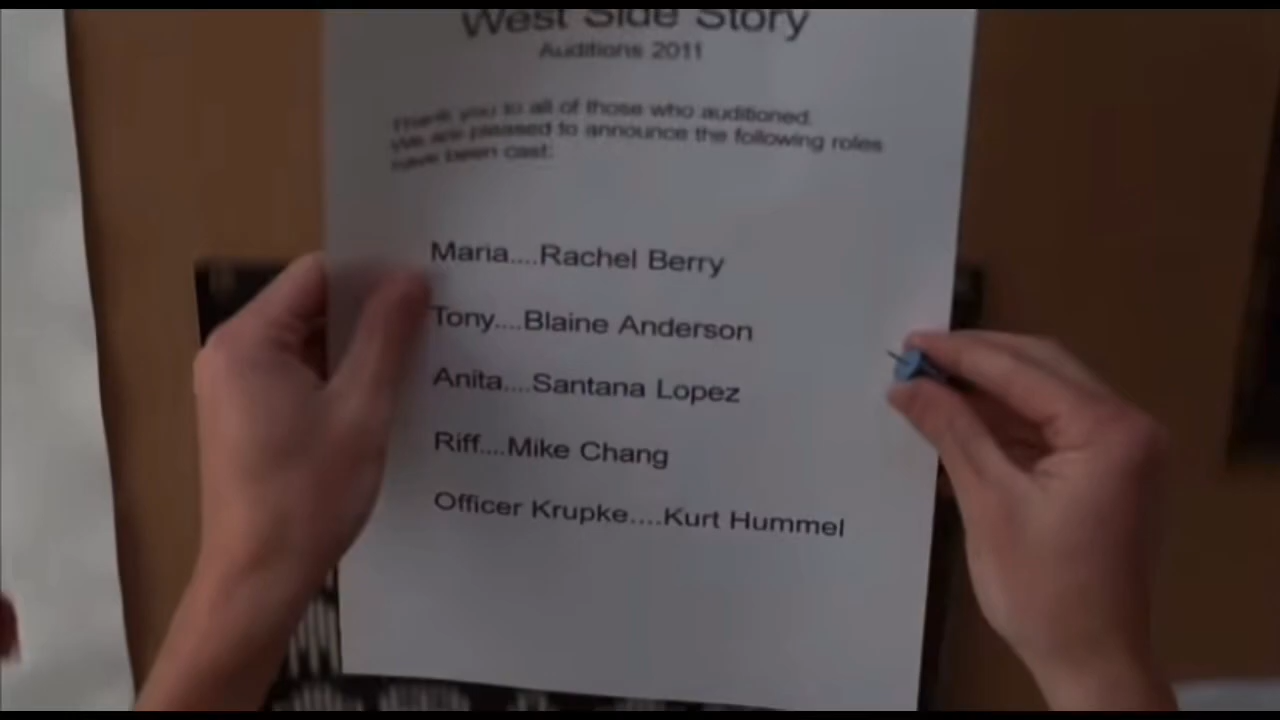 West Side Story
Auditions 2011
Thank you to all of those who auditioned.
We are pleased to announce the following roles
have been cast:
Maria....Rachel Berry
Tony....Blaine Anderson
Anita....Santana Lopez
Riff....Mike Chang
Officer Krupke....Kurt Hummel